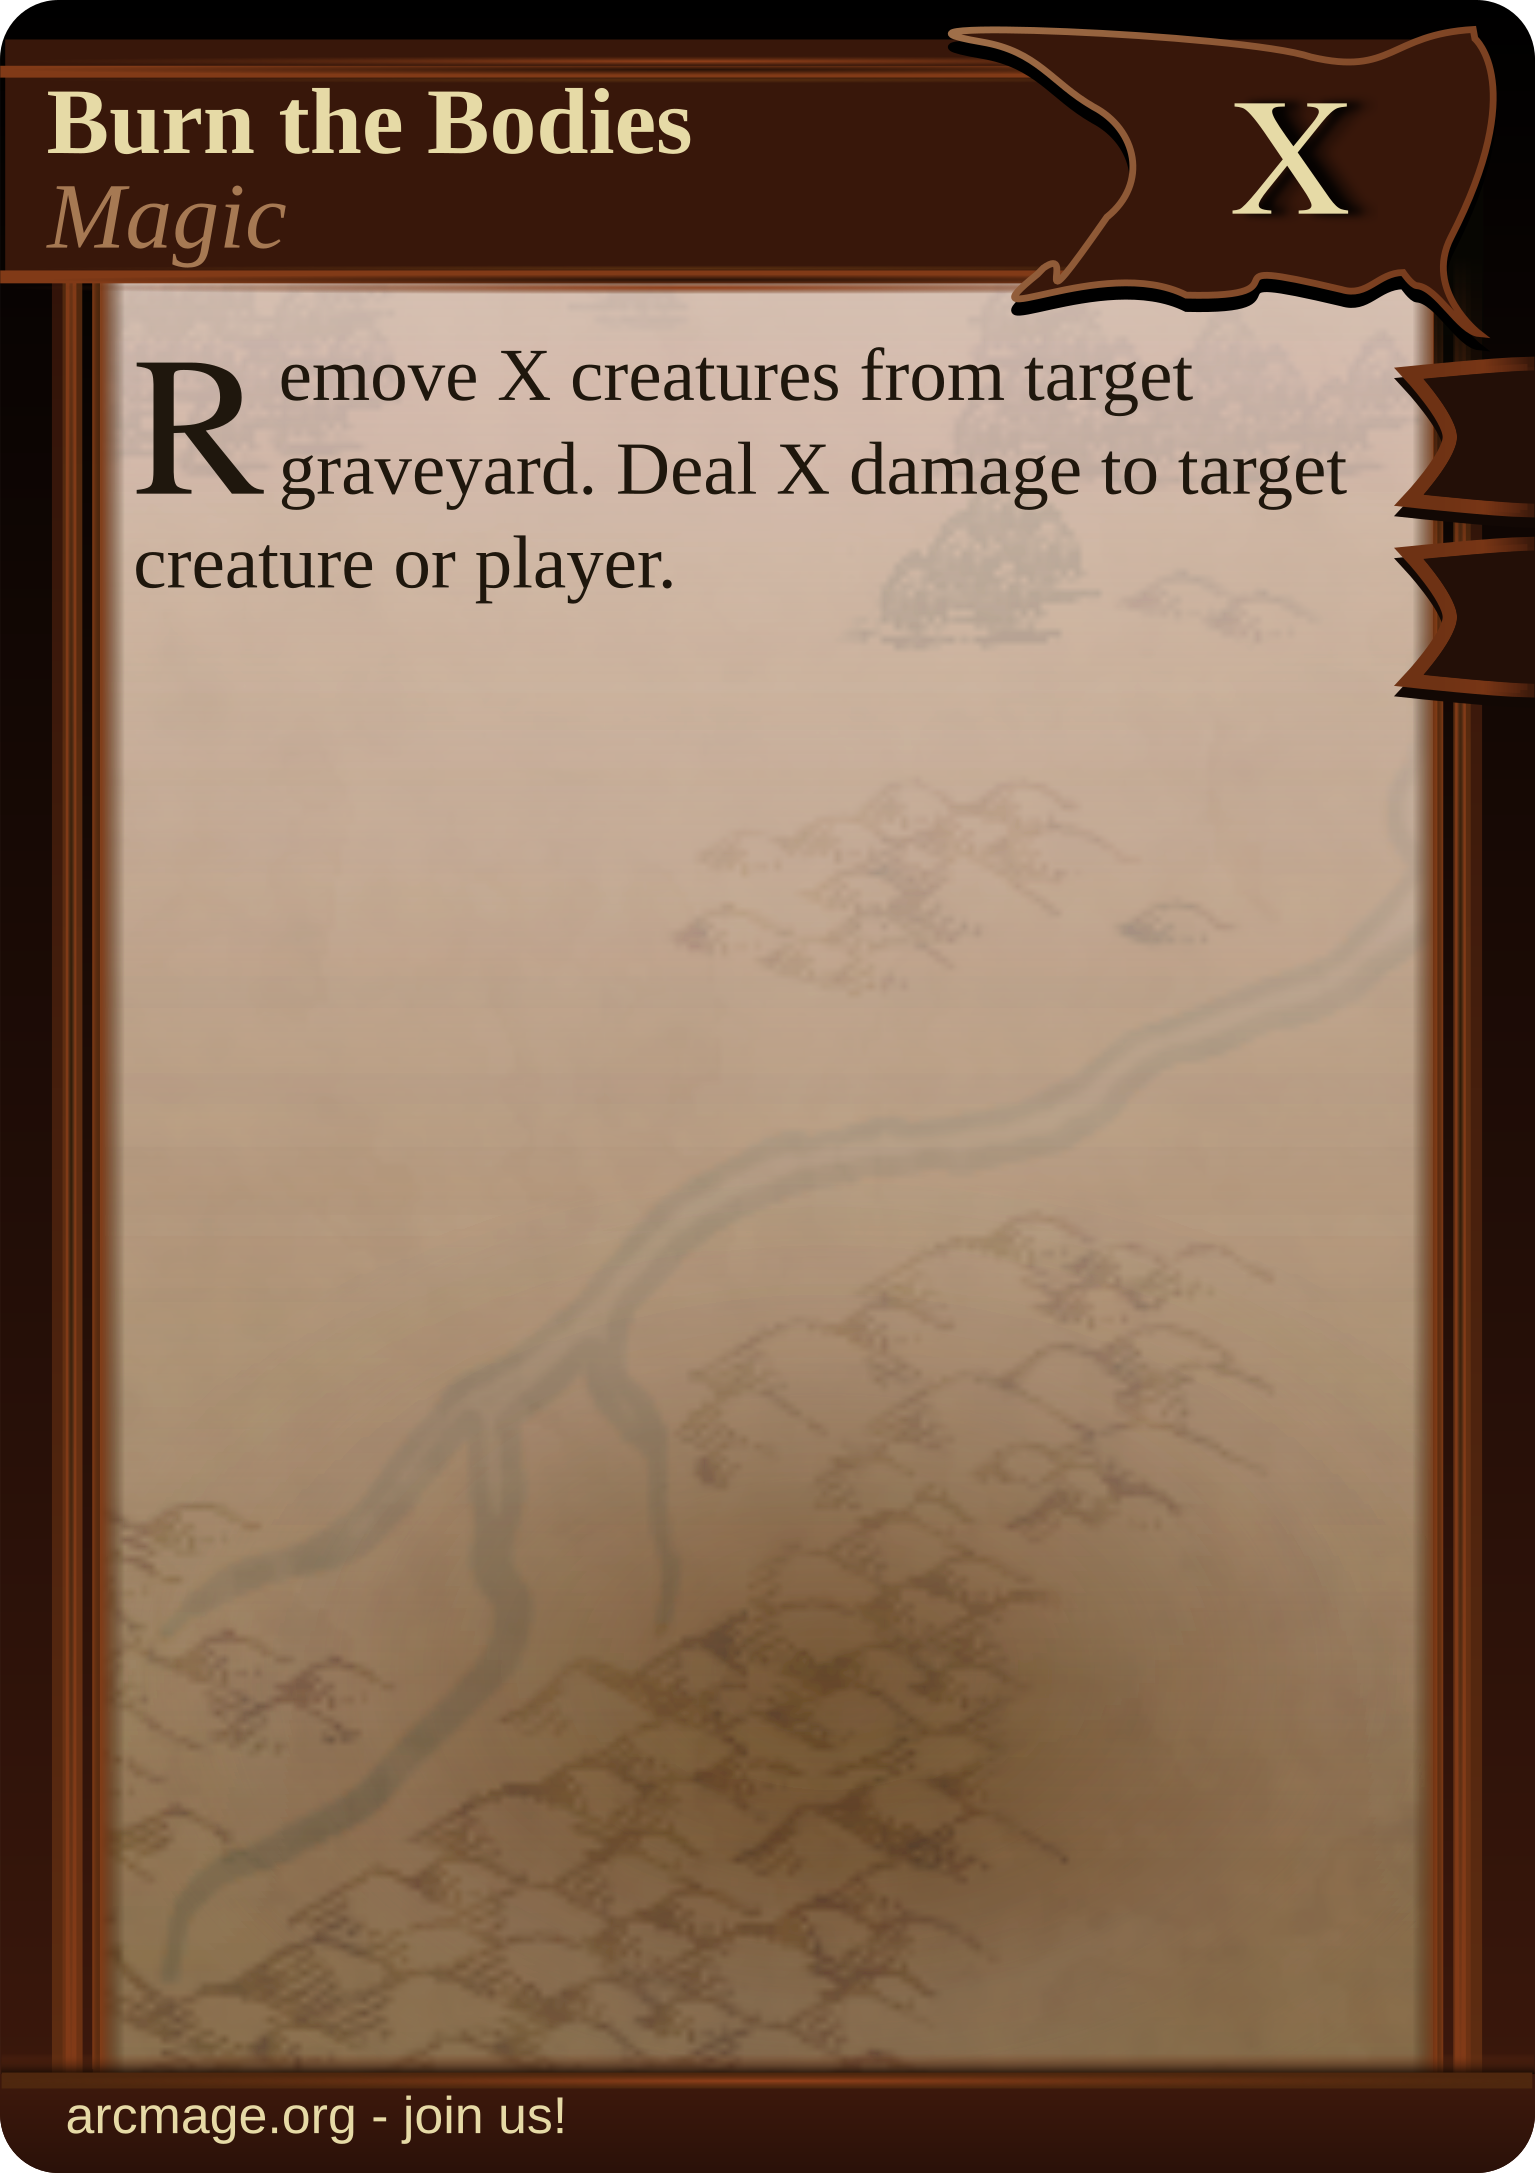 Burn the Bodies
Magic
X
Remove X creatures from target
graveyard. Deal X damage to target
creature or player.
arcmage.org - join us!